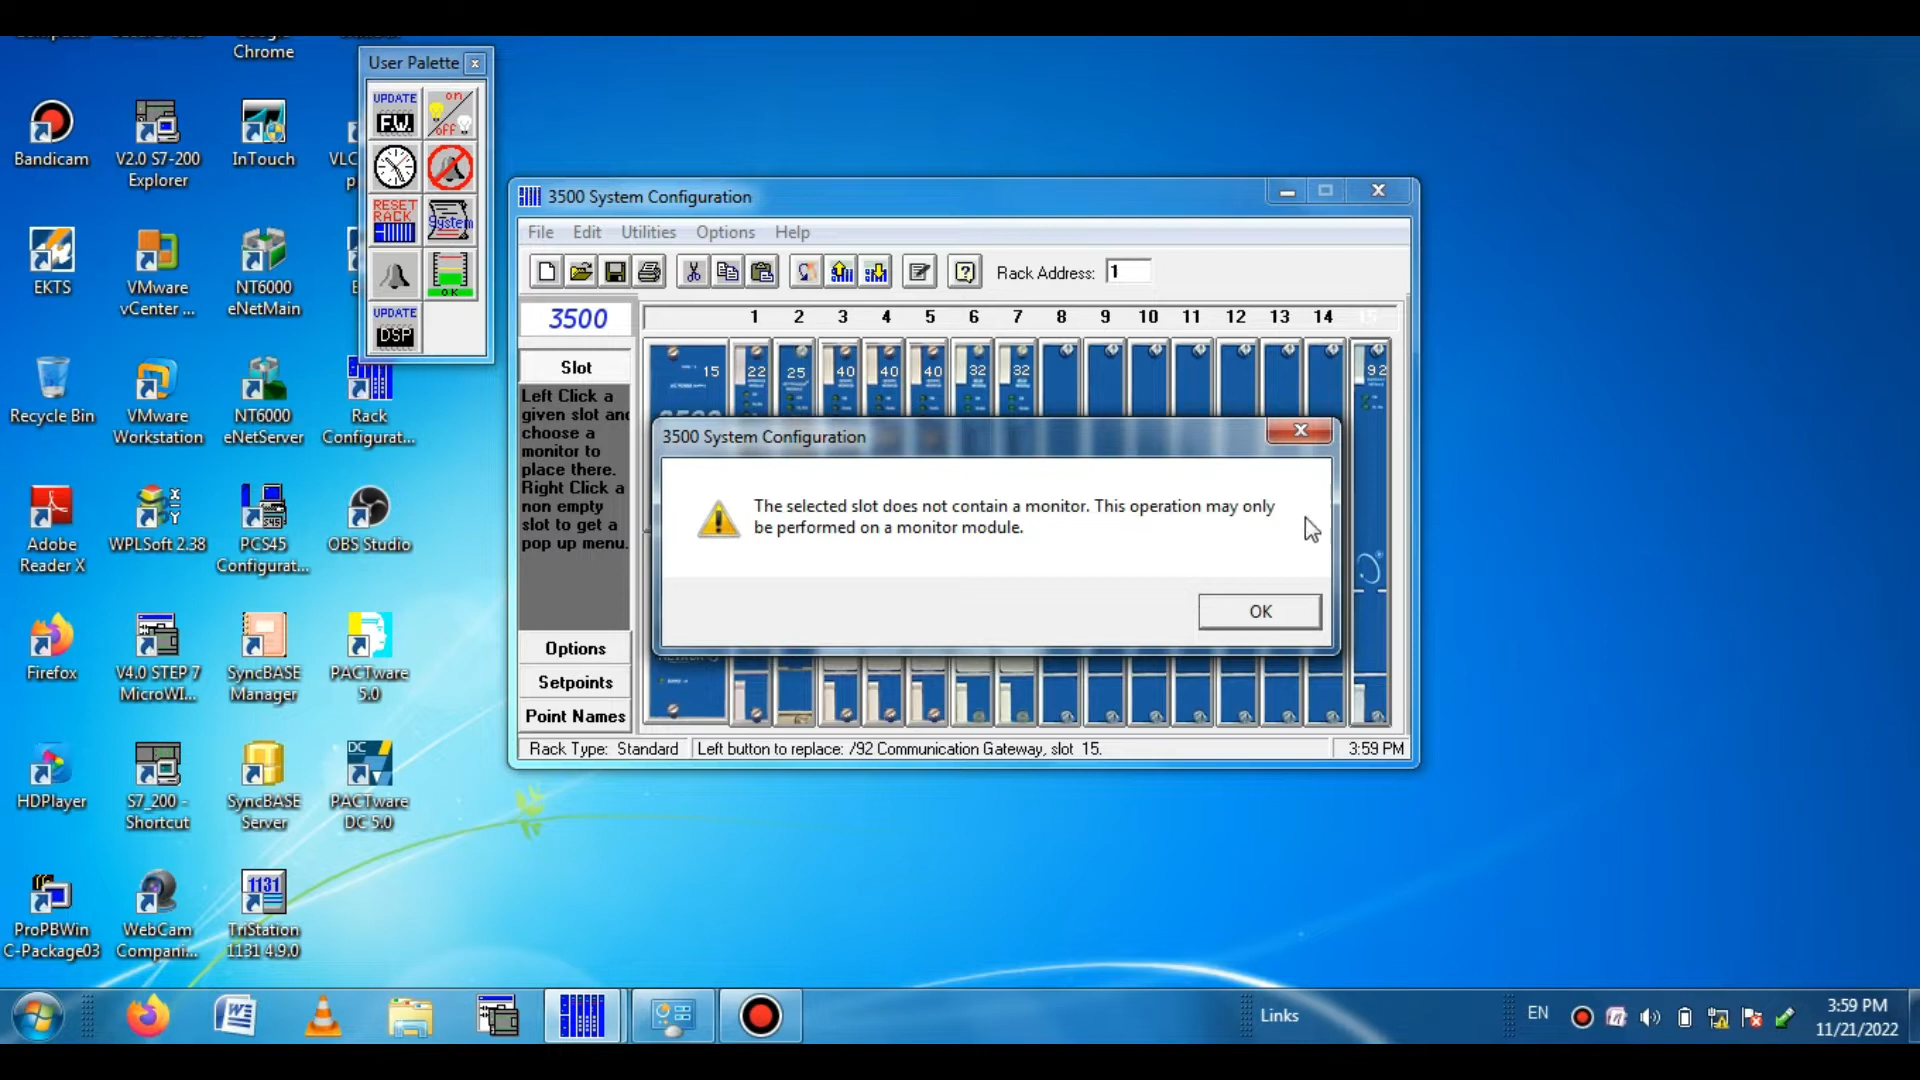 Google
Chrome
User Palette
UPDATE
F.W.
on
OFF
RESET
RACK
System
OK
UPDATE
DSP
Bandicam
V2.0 S7-200
Explorer
InTouch
VLC
p
EKTS
VMware
vCenter ...
NT6000
eNetMain
E
Recycle Bin
VMware
Workstation
NT6000
eNetServer
Rack
Configurat...
Adobe
Reader X
WPLSoft 2.38
PCS45
Configurat...
OBS Studio
Firefox
V4.0 STEP 7
MicroWI...
SyncBASE
Manager
PACTware
5.0
HDPlayer
S7_200 -
Shortcut
SyncBASE
Server
PACTware
DC 5.0
ProPBWin
C-Package03
WebCam
Compani...
1131
TriStation
1131 4.9.0
3500 System Configuration
File Edit Utilities Options Help
Rack Address: 1
3500
1 2 3 4 5 6 7 8 9 10 11 12 13 14 15
Slot
15 22 25 40 40 40 32 32 92
Left Click a
given slot and
choose a
monitor to
place there.
Right Click a
non empty
slot to get a
pop up menu.
3500 System Configuration
The selected slot does not contain a monitor. This operation may only
be performed on a monitor module.
OK
Options
Setpoints
Point Names
Rack Type: Standard
Left button to replace: /92 Communication Gateway, slot 15.
3:59 PM
Links
EN
3:59 PM
11/21/2022